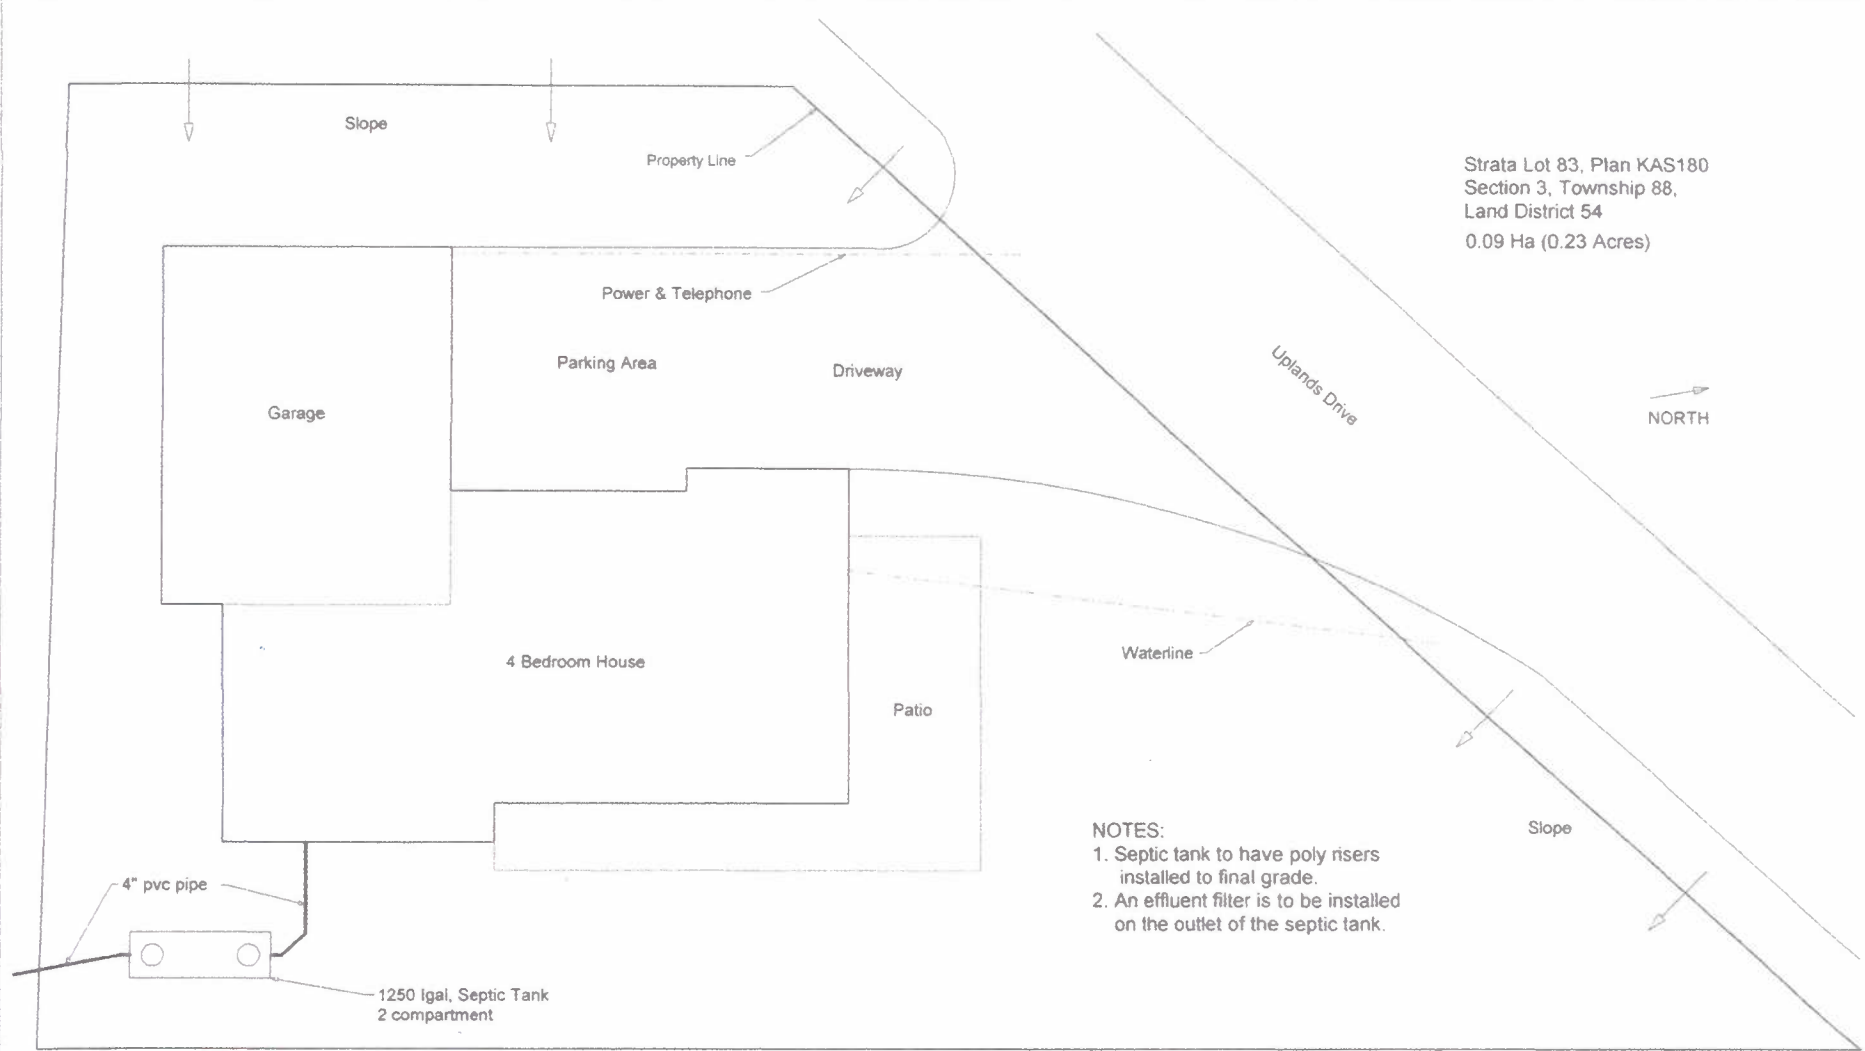 Slope
Property Line
Strata Lot 83, Plan KAS180
Section 3, Township 88,
Land District 54
0.09 Ha (0.23 Acres)
Power & Telephone
Parking Area
Driveway
Uplands Drive
Garage
NORTH
4 Bedroom House
Waterline
Patio
NOTES:
1. Septic tank to have poly risers
installed to final grade.
2. An effluent filter is to be installed
on the outlet of the septic tank.
Slope
4" pvc pipe
1250 Igal, Septic Tank
2 compartment